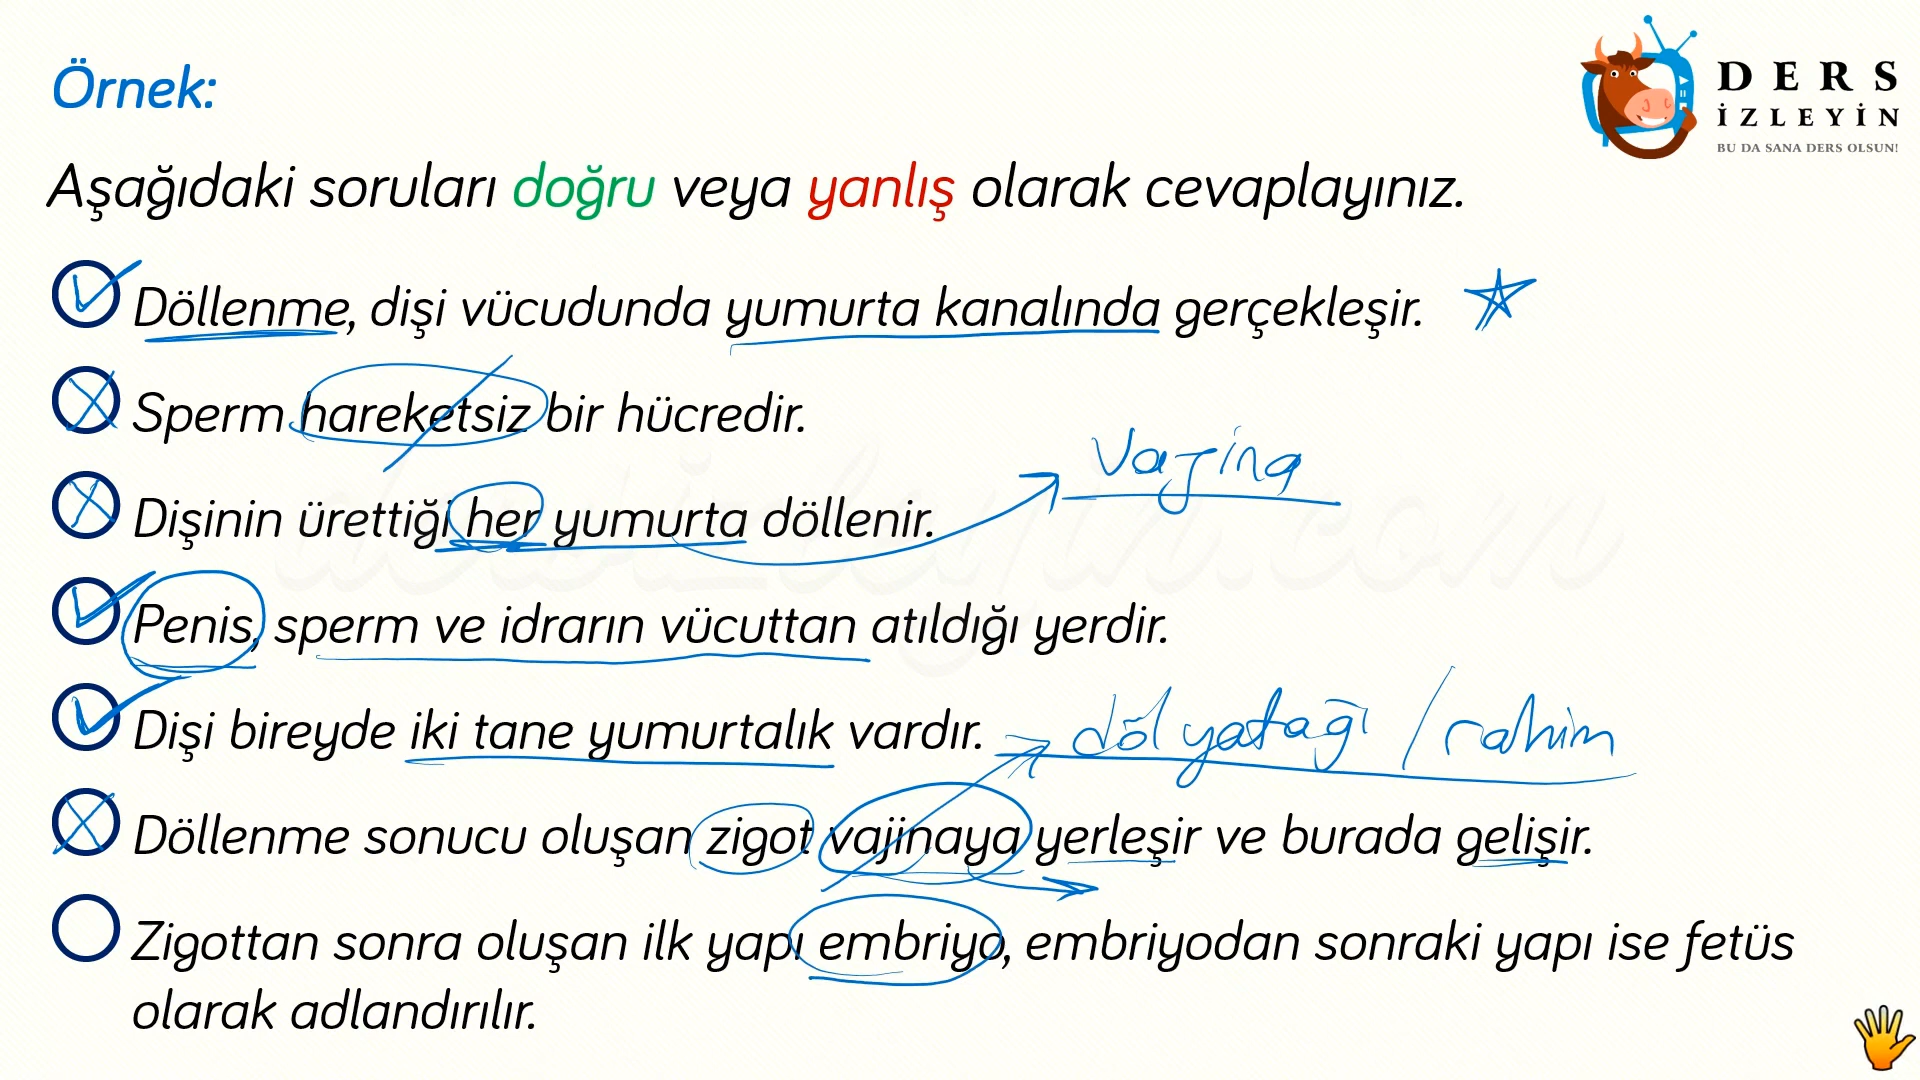 Örnek:
DERS
İZLEYİN
BU DA SANA DERS OLSUN!
Aşağıdaki soruları doğru veya yanlış olarak cevaplayınız.
Döllenme, dişi vücudunda yumurta kanalında gerçekleşir.
Sperm hareketsiz bir hücredir.
vajina
Dişinin ürettiği her yumurta döllenir.
Penis, sperm ve idrarın vücuttan atıldığı yerdir.
Dişi bireyde iki tane yumurtalık vardır. döl yatağı / rahim
Döllenme sonucu oluşan zigot vajinaya yerleşir ve burada gelişir.
Zigottan sonra oluşan ilk yapı embriyo, embriyodan sonraki yapı ise fetüs
olarak adlandırılır.
dersizleyin.com